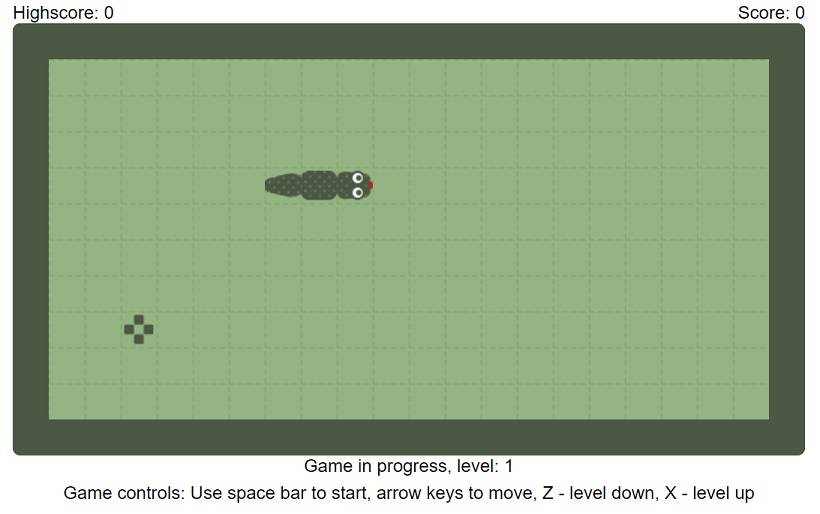 Highscore: 0 Score: 0
Game in progress, level: 1
Game controls: Use space bar to start, arrow keys to move, Z - level down, X - level up